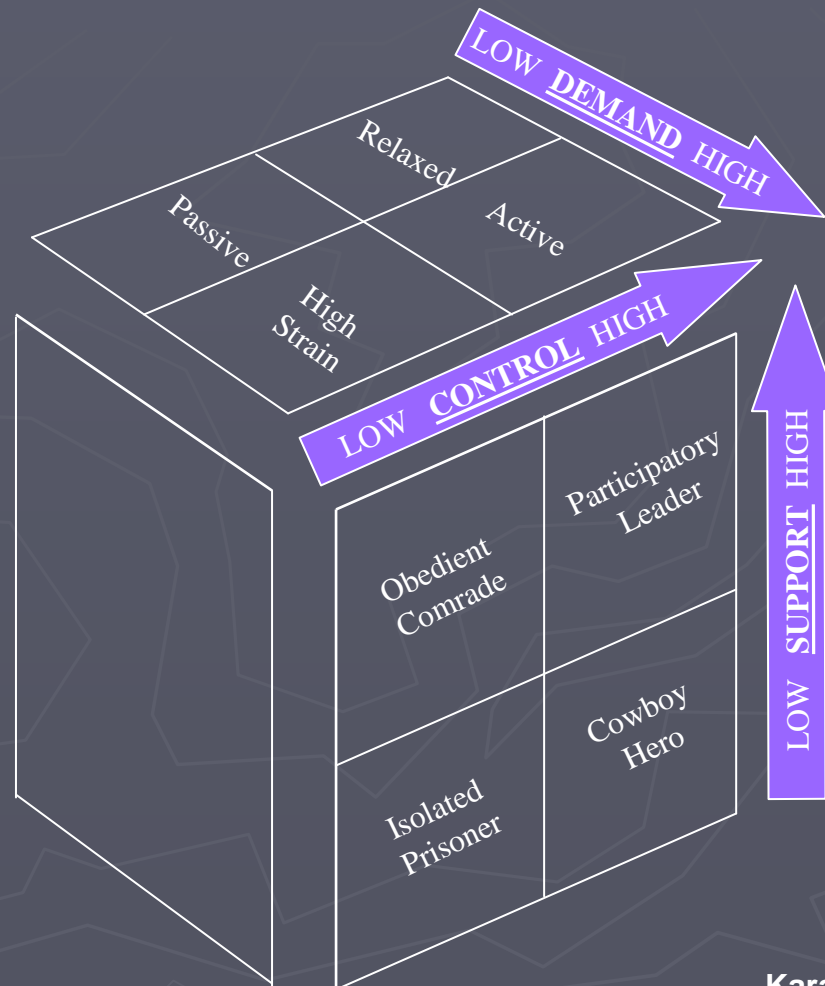 LOW DEMAND HIGH
Relaxed
Passive
Active
High
Strain
LOW CONTROL HIGH
Participatory
Leader
Obedient
Comrade
LOW SUPPORT HIGH
Cowboy
Hero
Isolated
Prisoner